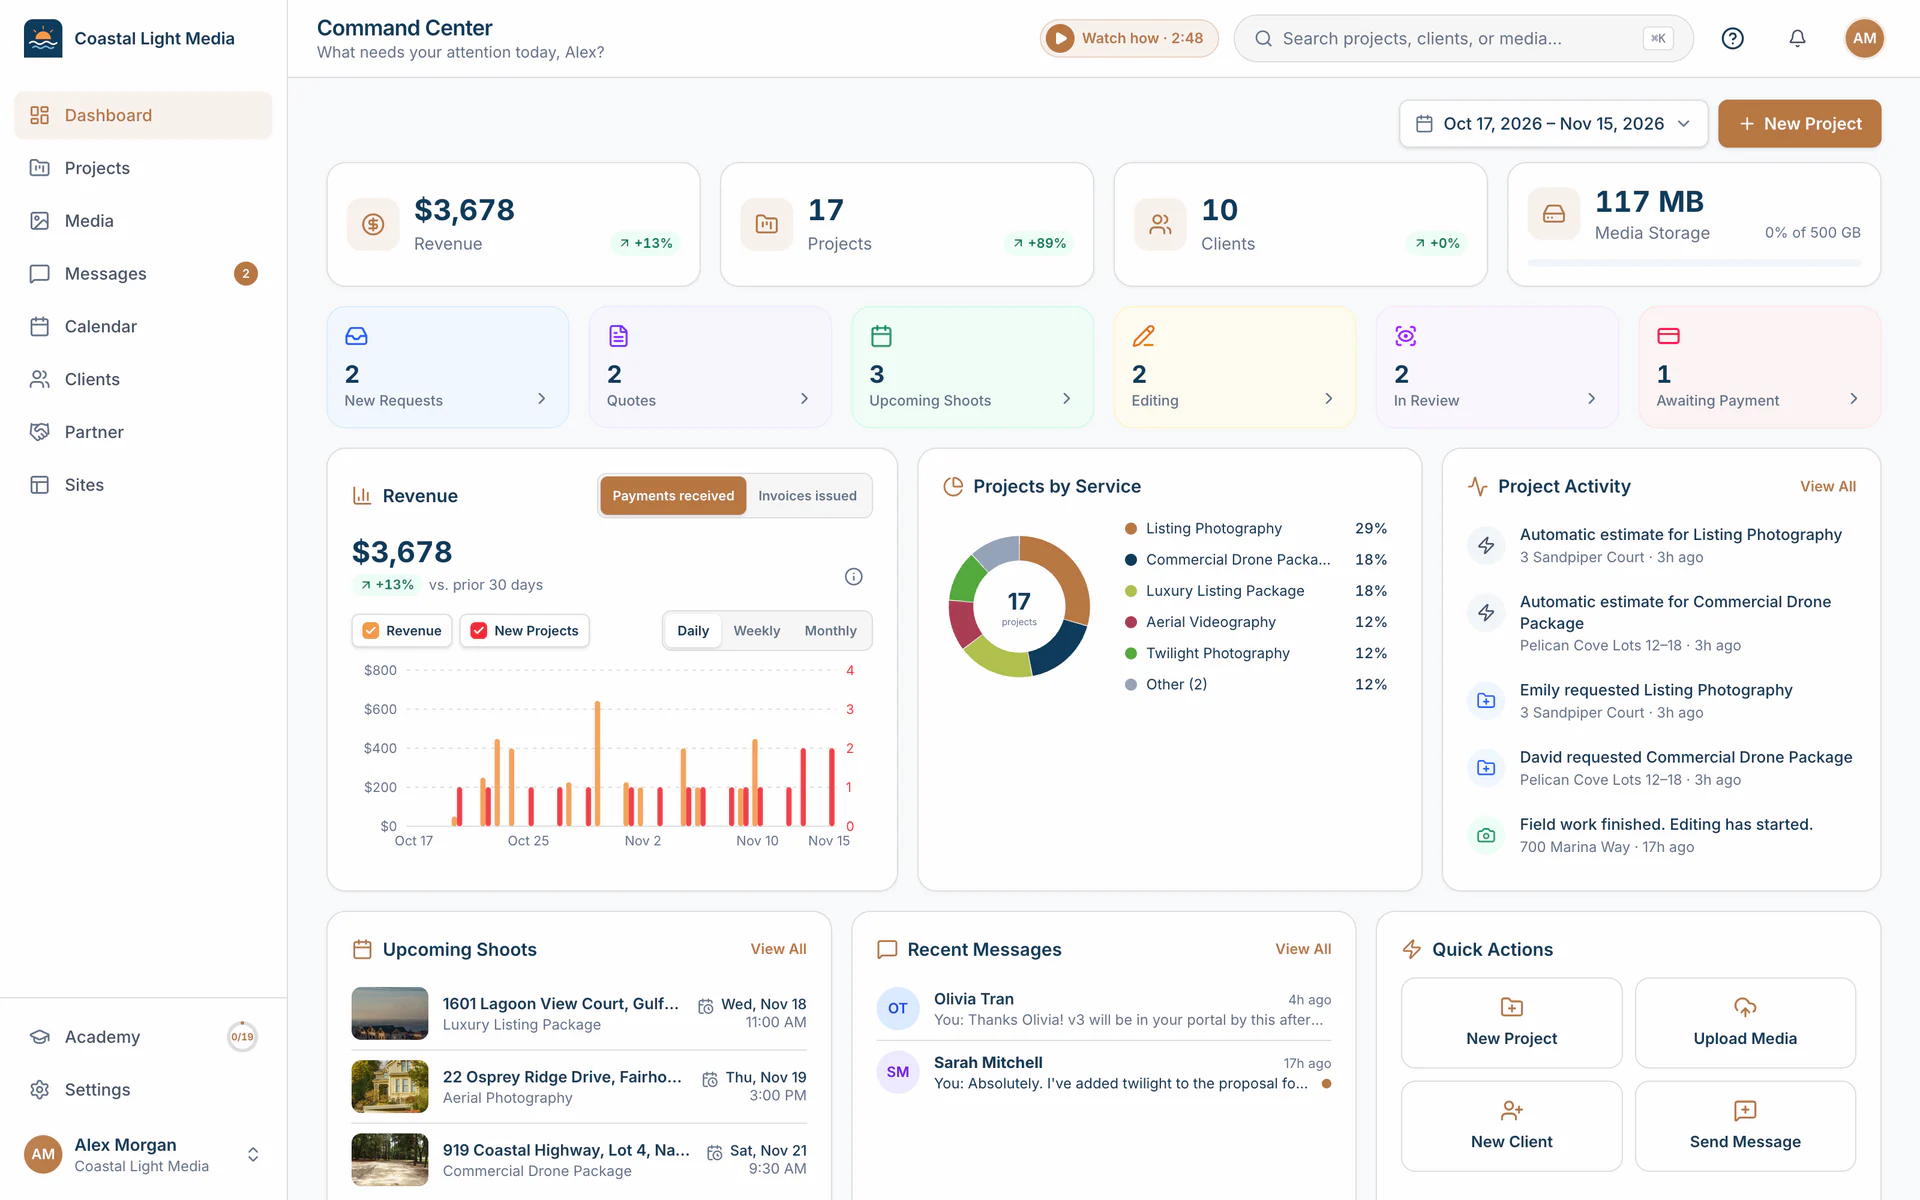 Coastal Light Media
Command Center
What needs your attention today, Alex?
Watch how · 2:48
Search projects, clients, or media...
⌘K
AM
Dashboard
Projects
Media
Messages
2
Calendar
Clients
Partner
Sites
Academy
0/19
Settings
AM
Alex Morgan
Coastal Light Media
Oct 17, 2026 – Nov 15, 2026
New Project
$3,678
Revenue
+13%
17
Projects
+89%
10
Clients
+0%
117 MB
Media Storage
0% of 500 GB
2
New Requests
2
Quotes
3
Upcoming Shoots
2
Editing
2
In Review
1
Awaiting Payment
Revenue
Payments received
Invoices issued
$3,678
+13% vs. prior 30 days
Revenue
New Projects
Daily
Weekly
Monthly
$800
$600
$400
$200
$0
4
3
2
1
0
Oct 17
Oct 25
Nov 2
Nov 10
Nov 15
Projects by Service
17
projects
Listing Photography 29%
Commercial Drone Packa... 18%
Luxury Listing Package 18%
Aerial Videography 12%
Twilight Photography 12%
Other (2) 12%
Project Activity
View All
Automatic estimate for Listing Photography
3 Sandpiper Court · 3h ago
Automatic estimate for Commercial Drone
Package
Pelican Cove Lots 12–18 · 3h ago
Emily requested Listing Photography
3 Sandpiper Court · 3h ago
David requested Commercial Drone Package
Pelican Cove Lots 12–18 · 3h ago
Field work finished. Editing has started.
700 Marina Way · 17h ago
Upcoming Shoots
View All
1601 Lagoon View Court, Gulf...
Wed, Nov 18
Luxury Listing Package
11:00 AM
22 Osprey Ridge Drive, Fairho...
Thu, Nov 19
Aerial Photography
3:00 PM
919 Coastal Highway, Lot 4, Na...
Sat, Nov 21
Commercial Drone Package
9:30 AM
Recent Messages
View All
OT
Olivia Tran
4h ago
You: Thanks Olivia! v3 will be in your portal by this after...
SM
Sarah Mitchell
17h ago
You: Absolutely. I've added twilight to the proposal fo...
Quick Actions
New Project
Upload Media
New Client
Send Message